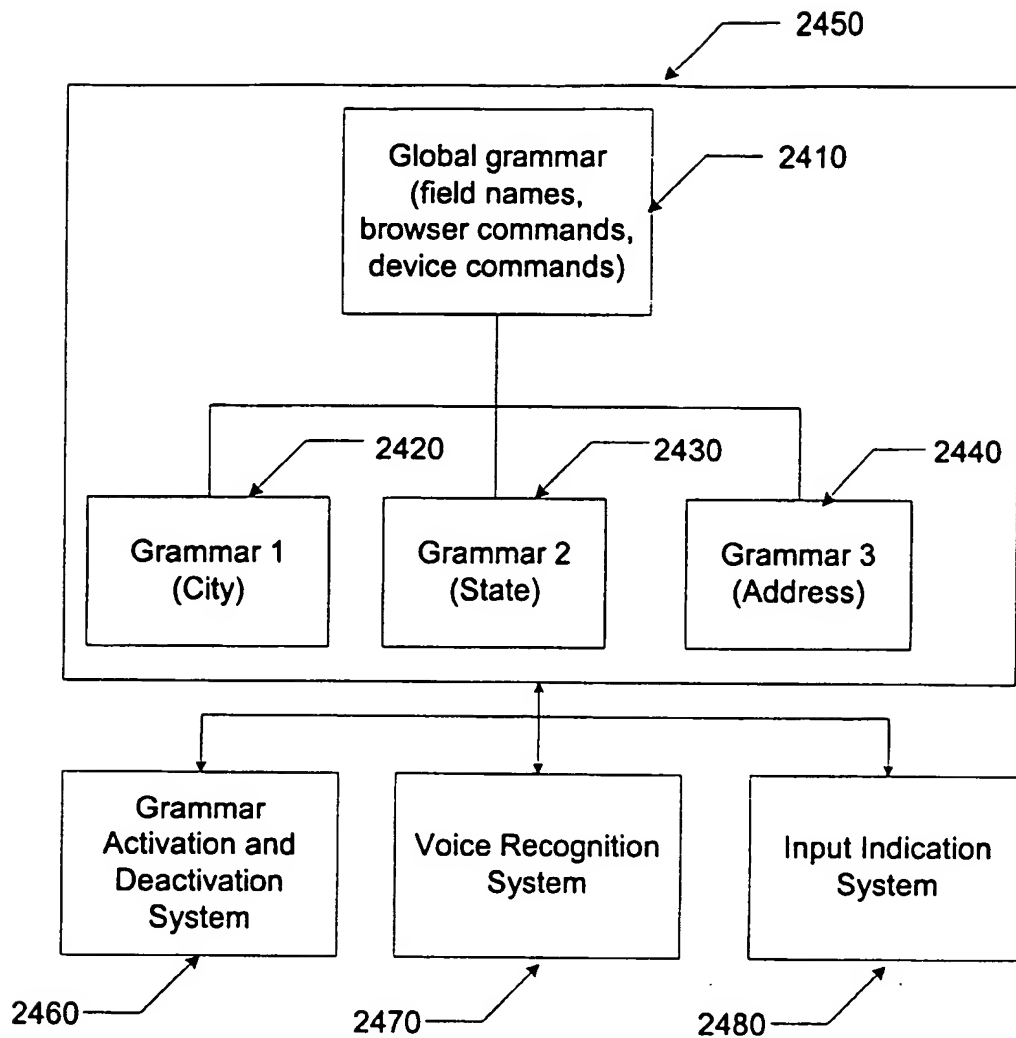 2450
Global grammar
(field names,
browser commands,
device commands)
2410
2420
2430
2440
Grammar 1
(City)
Grammar 2
(State)
Grammar 3
(Address)
Grammar
Activation and
Deactivation
System
Voice Recognition
System
Input Indication
System
2460
2470
2480